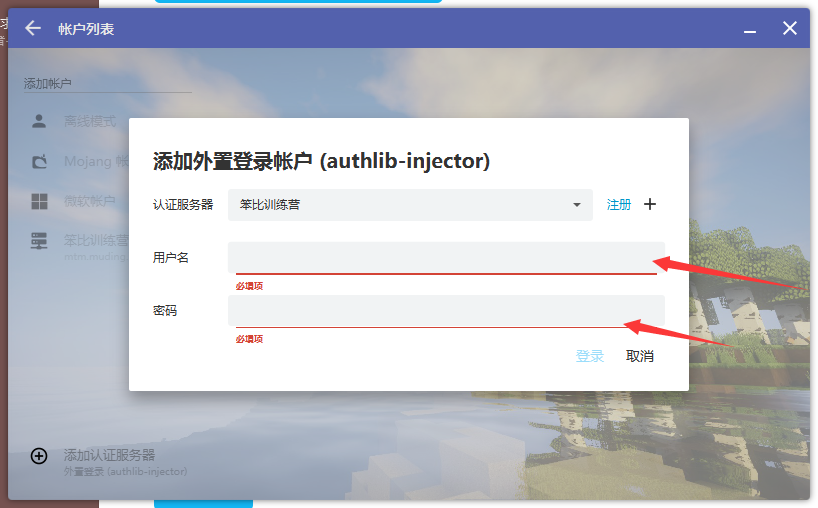 帐户列表
添加帐户
离线模式
Mojang 帐
微软帐户
笨比训练营
mtm.muding.
添加外置登录帐户 (authlib-injector)
认证服务器
笨比训练营
注册
用户名
必填项
密码
必填项
登录
取消
添加认证服务器
外置登录 (authlib-injector)